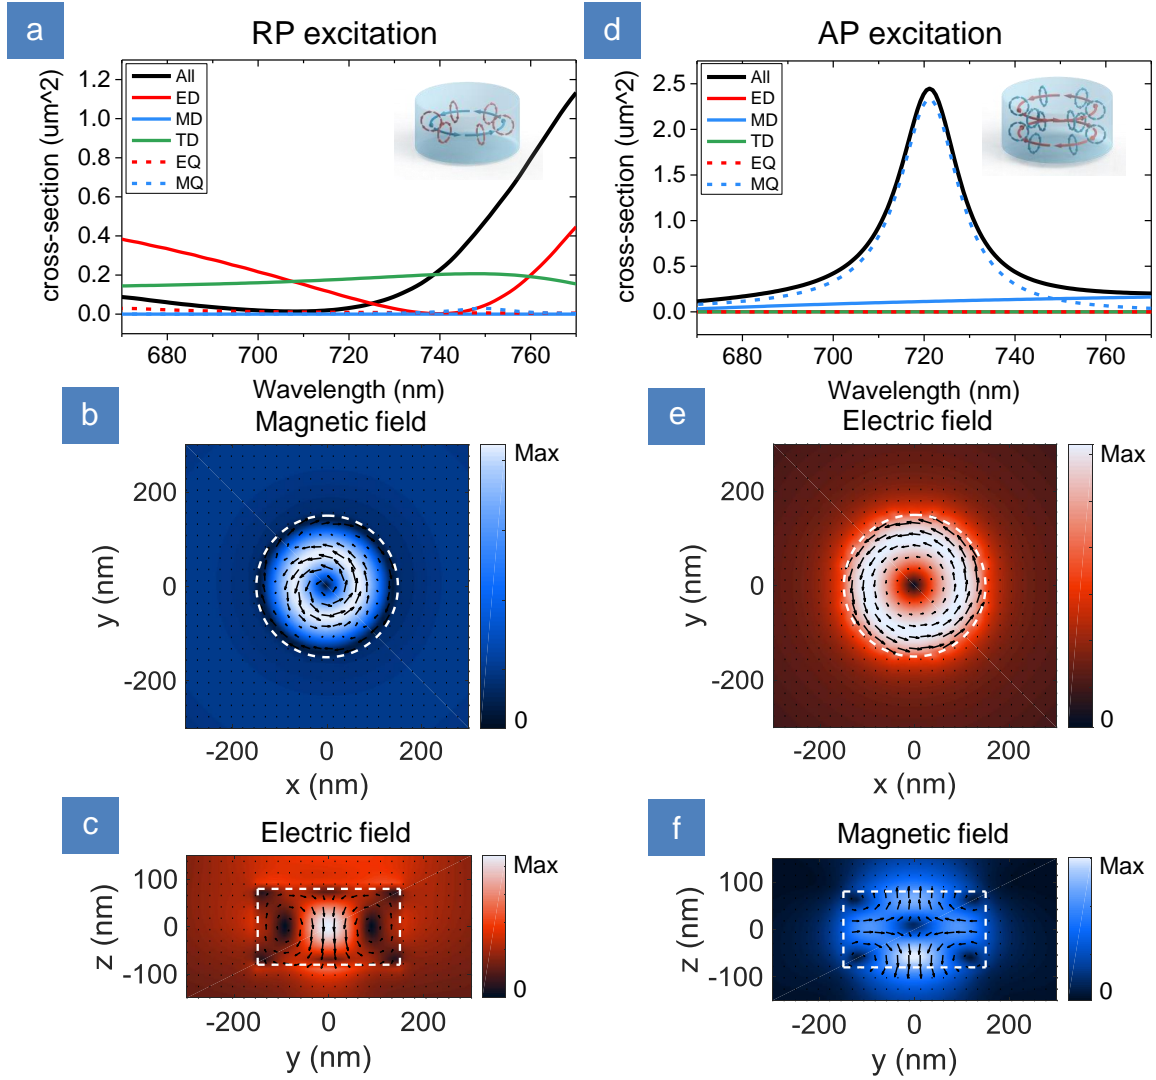 a
RP excitation
cross-section (um^2)
1.2
1.0
0.8
0.6
0.4
0.2
0.0
All
ED
MD
TD
EQ
MQ
680 700 720 740 760
Wavelength (nm)
d
AP excitation
cross-section (um^2)
2.5
2.0
1.5
1.0
0.5
0.0
All
ED
MD
TD
EQ
MQ
680 700 720 740 760
Wavelength (nm)
b
Magnetic field
y (nm)
200
0
-200
-200 0 200
x (nm)
Max
0
e
Electric field
y (nm)
200
0
-200
-200 0 200
x (nm)
Max
0
c
Electric field
z (nm)
100
0
-100
-200 0 200
y (nm)
Max
0
f
Magnetic field
z (nm)
100
0
-100
-200 0 200
y (nm)
Max
0